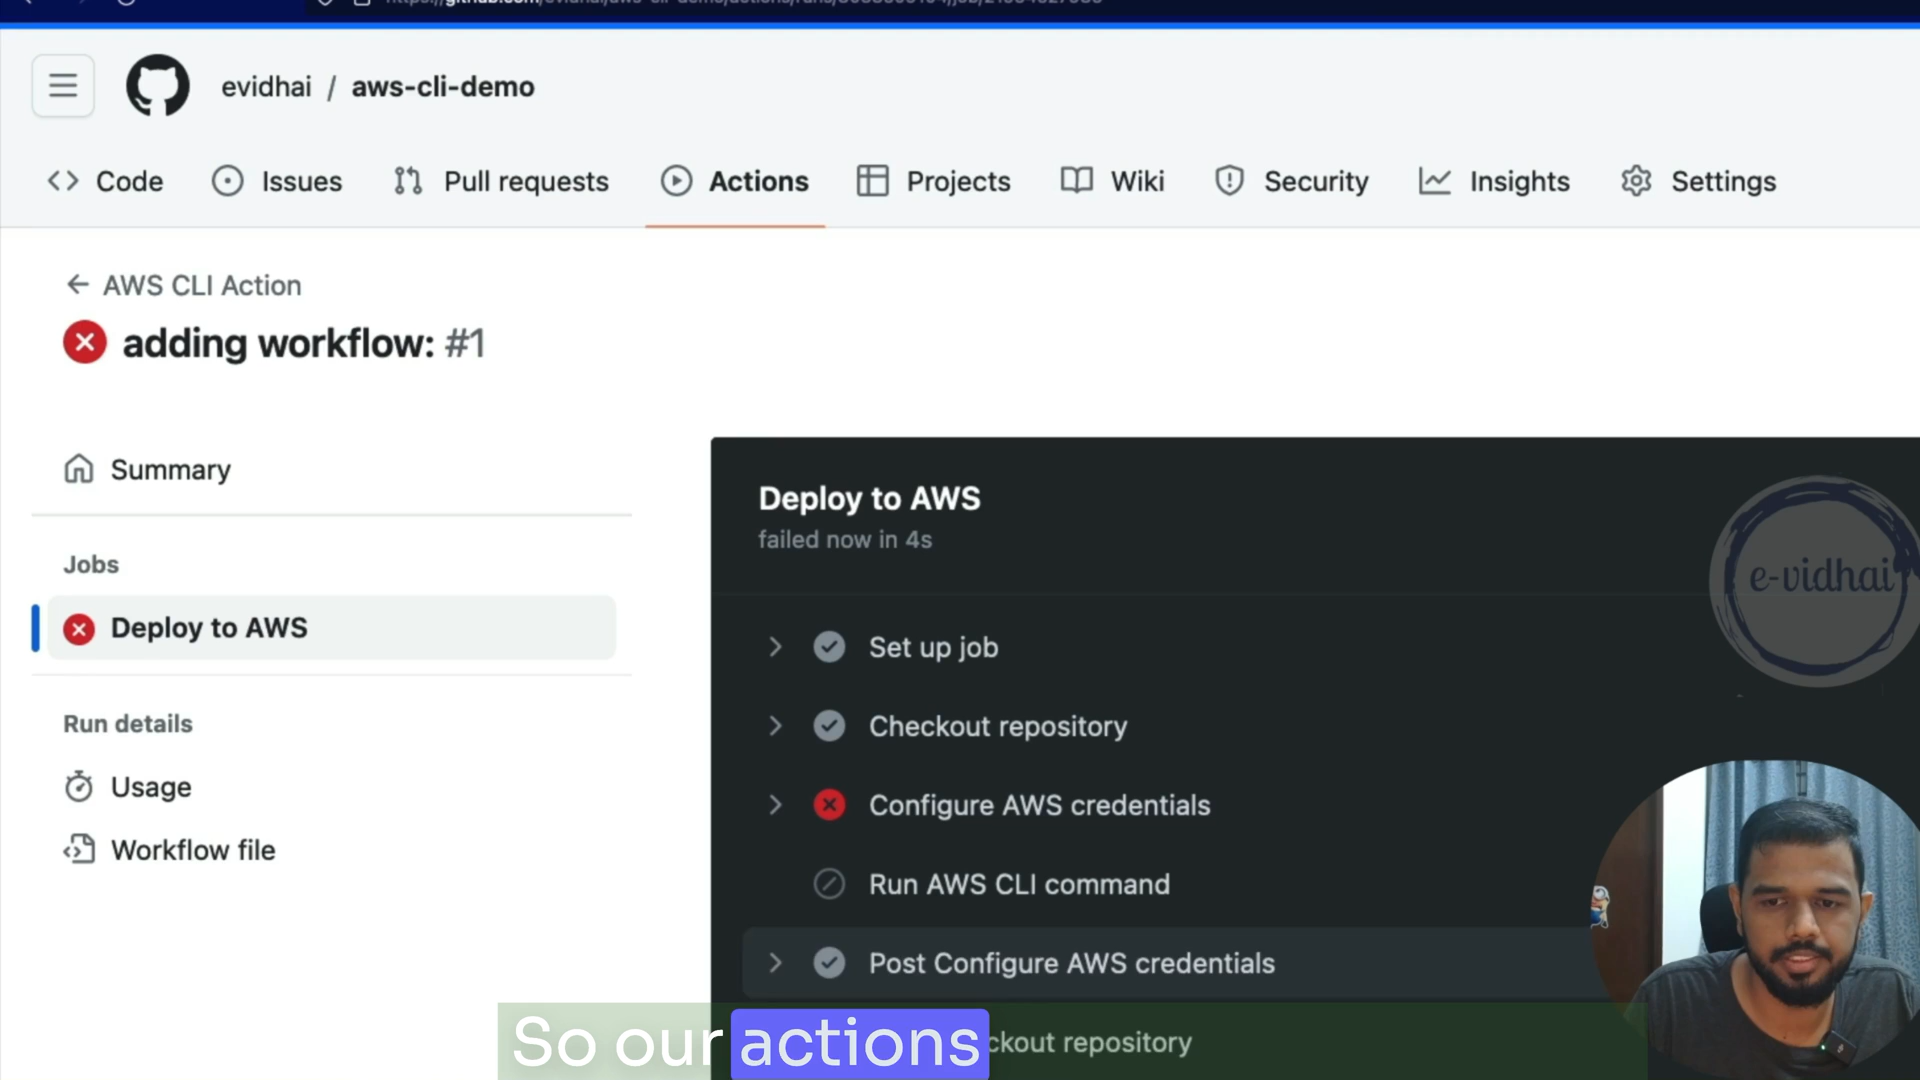 evidhai / aws-cli-demo
Code Issues Pull requests Actions Projects Wiki Security Insights Settings
← AWS CLI Action
adding workflow: #1
Summary
Jobs
Deploy to AWS
Run details
Usage
Workflow file
Deploy to AWS
failed now in 4s
e-vidhai
Set up job
Checkout repository
Configure AWS credentials
Run AWS CLI command
Post Configure AWS credentials
ckout repository
So our actions